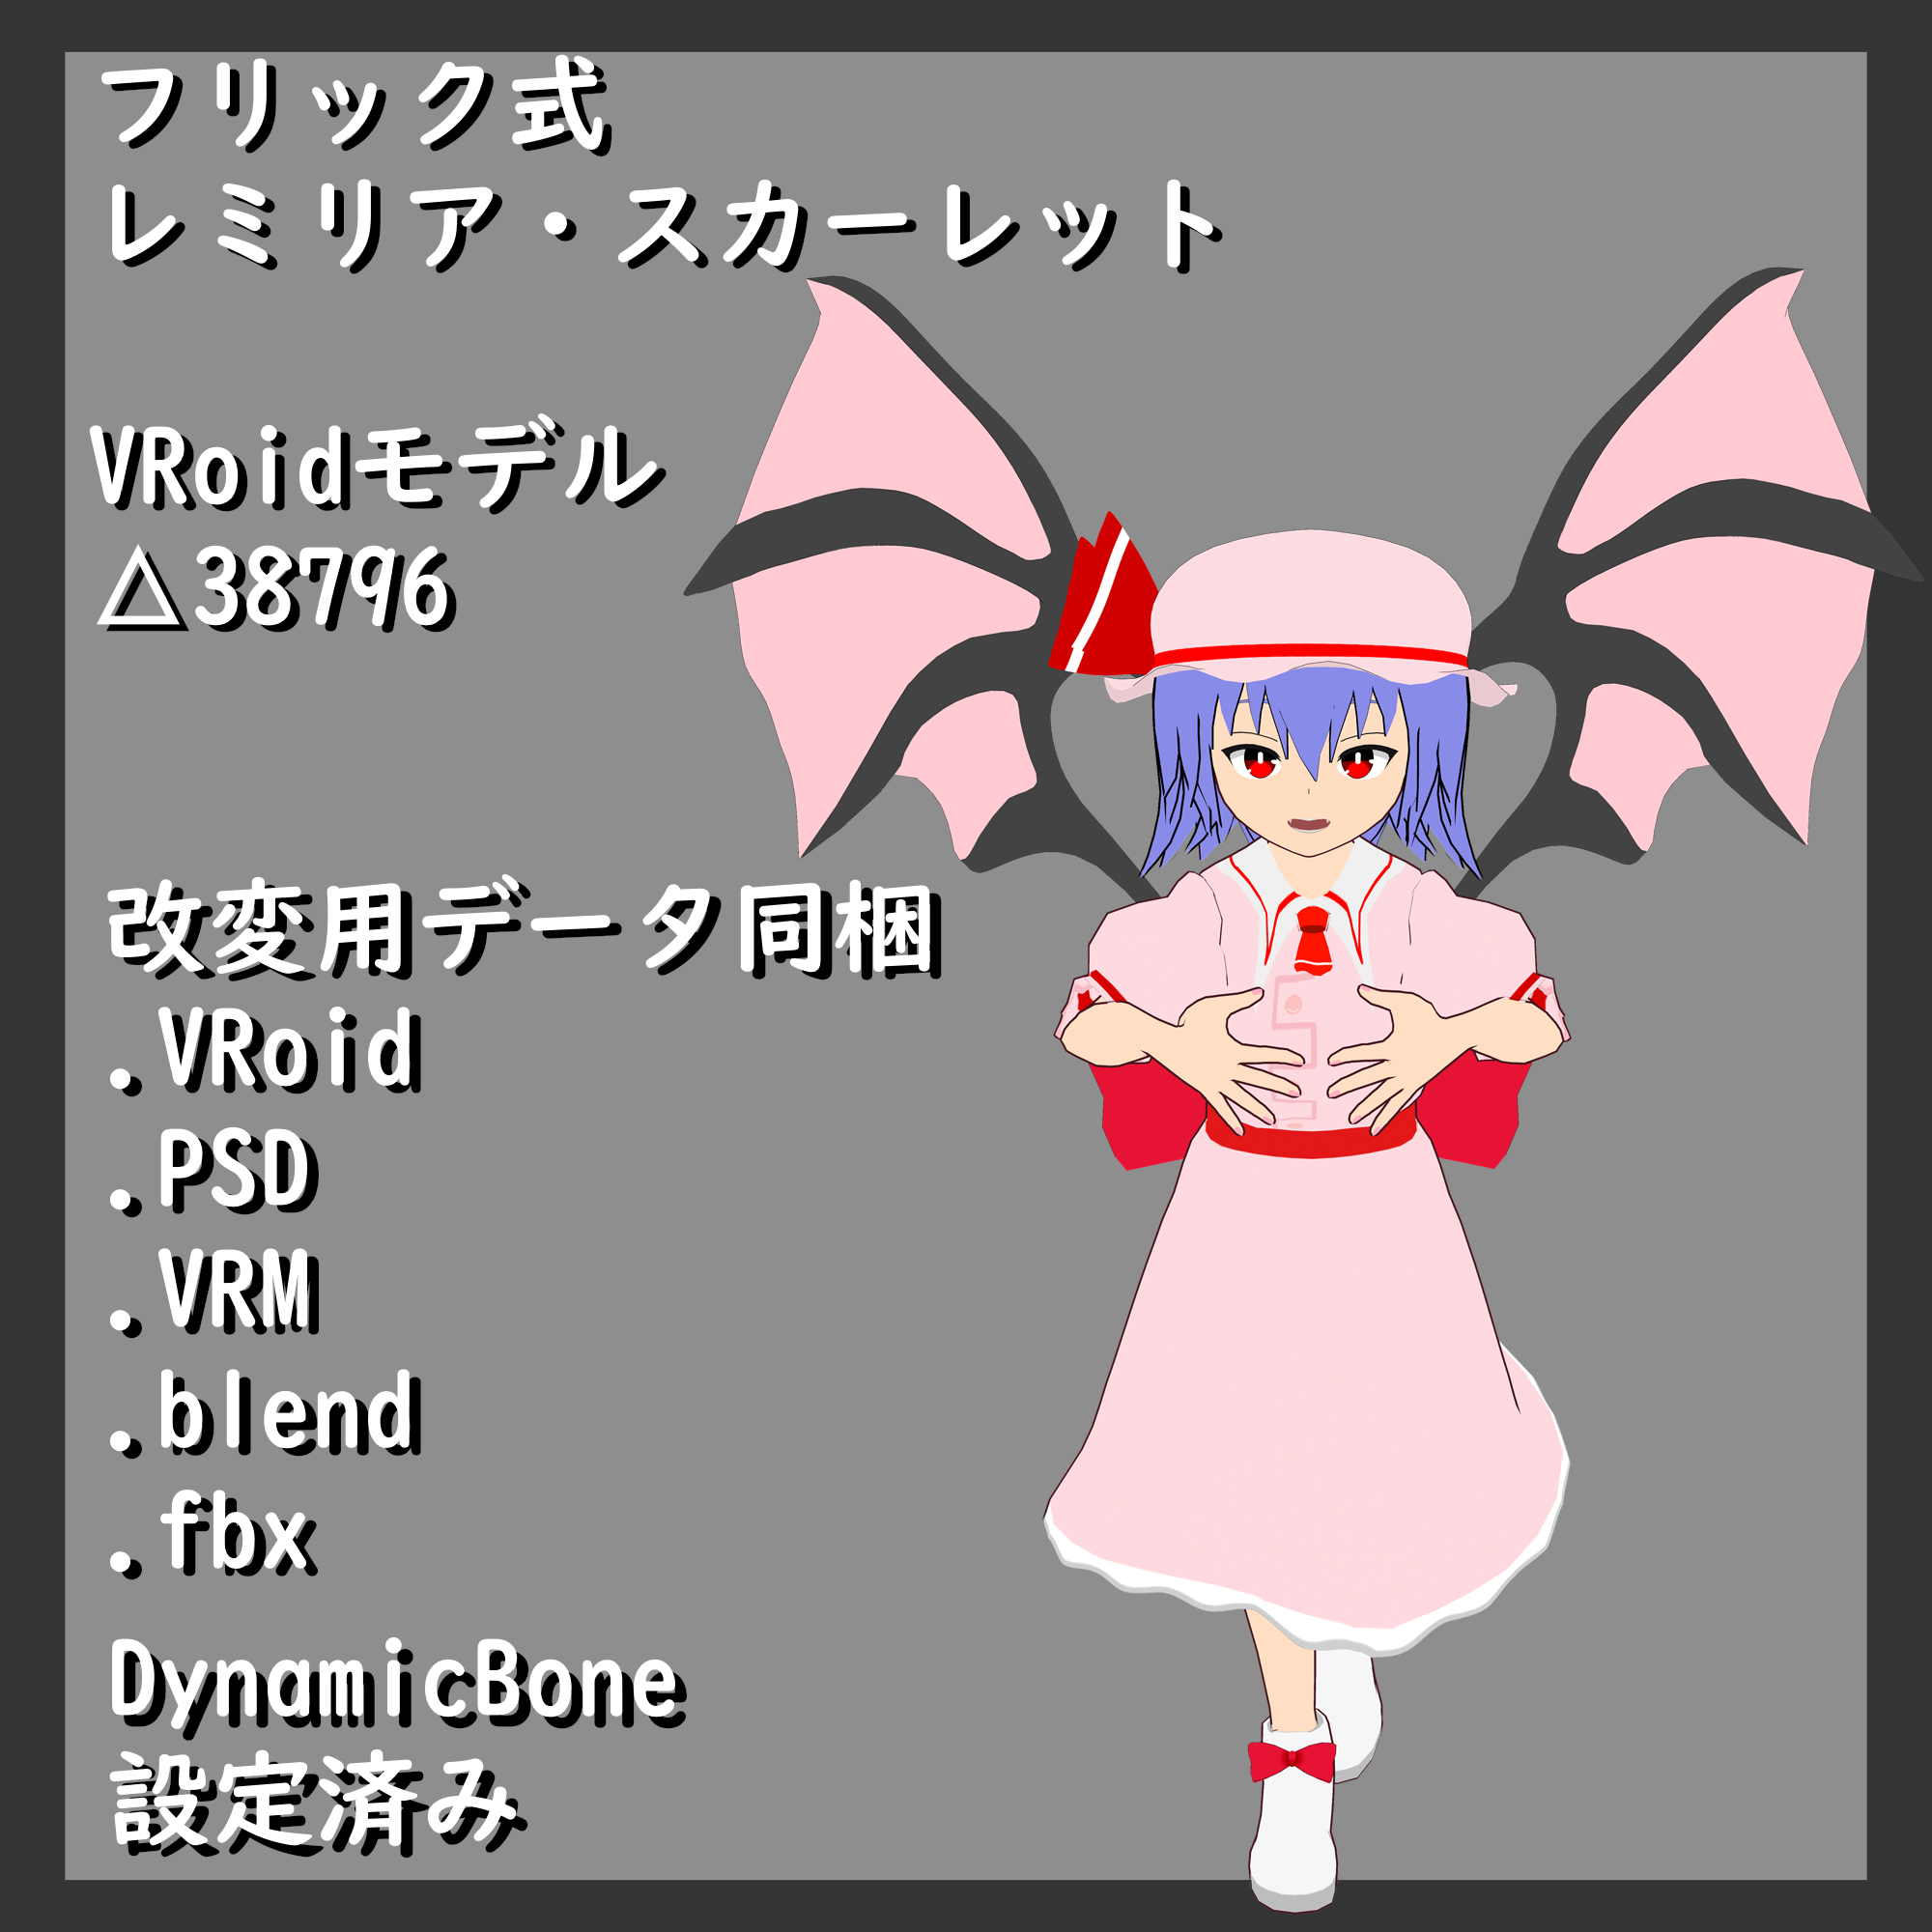 フリック式
レミリア・スカーレット
VRoidモデル
△38796
改変用データ同梱
.VRoid
.PSD
.VRM
.blend
.fbx
DynamicBone
設定済み